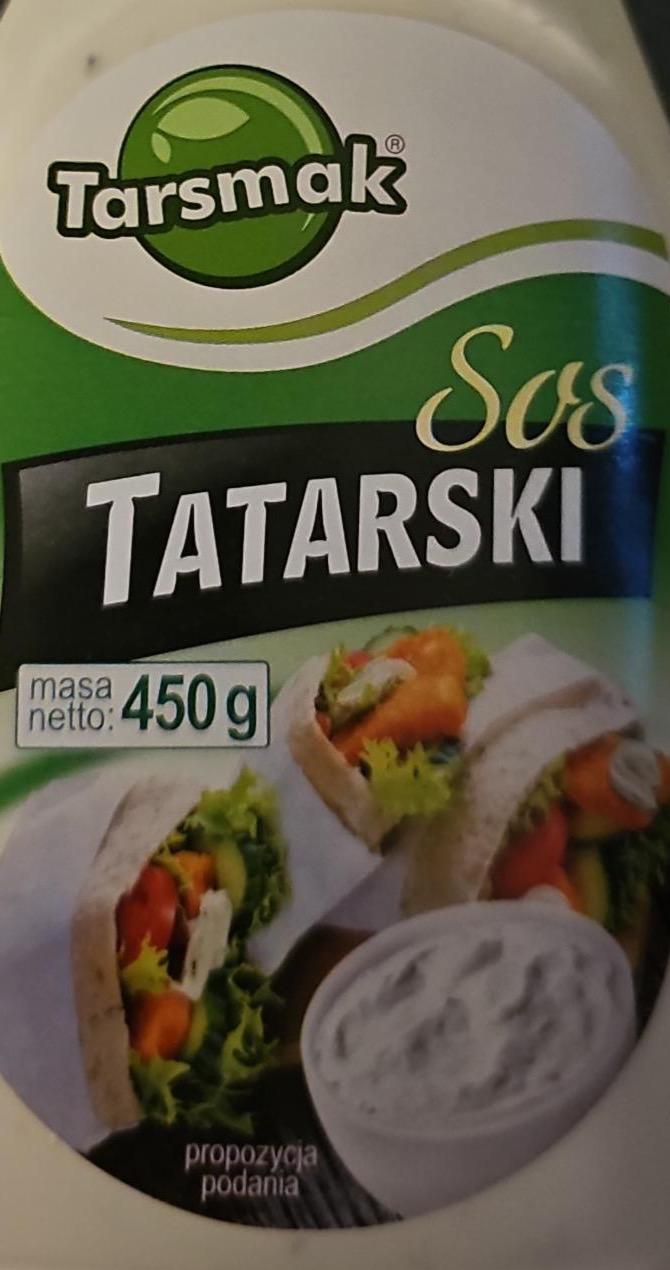 Tarsmak®
Sos
TATARSKI
masa
netto: 450 g
propozycja
podania